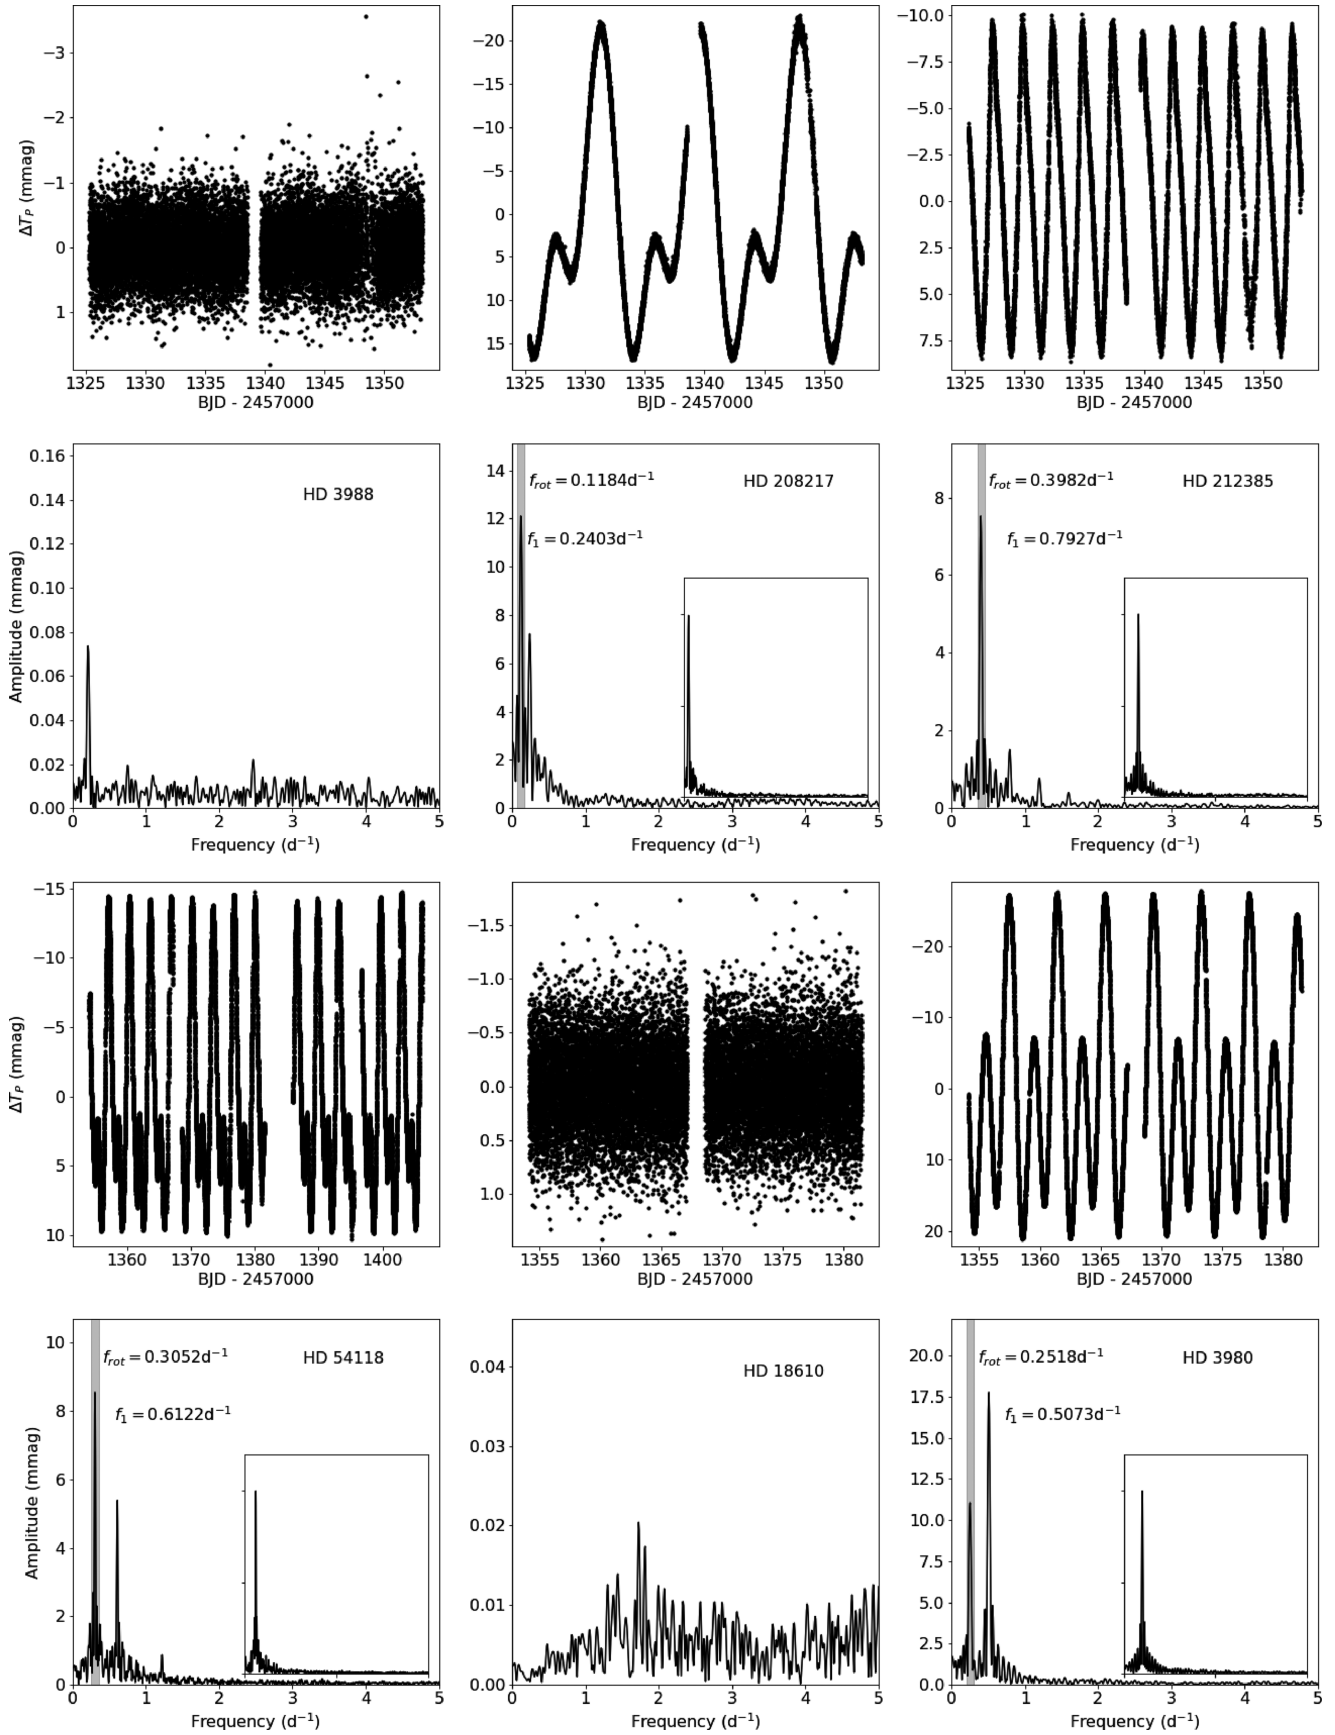 −3
−2
−1
0
1
ΔT_P (mmag)
1325 1330 1335 1340 1345 1350
BJD - 2457000
−20
−15
−10
−5
0
5
10
15
1325 1330 1335 1340 1345 1350
BJD - 2457000
−10.0
−7.5
−5.0
−2.5
0.0
2.5
5.0
7.5
1325 1330 1335 1340 1345 1350
BJD - 2457000
0.16
0.14
0.12
0.10
0.08
0.06
0.04
0.02
0.00
Amplitude (mmag)
HD 3988
0 1 2 3 4 5
Frequency (d⁻¹)
14
12
10
8
6
4
2
0
f_rot = 0.1184d⁻¹
HD 208217
f₁ = 0.2403d⁻¹
0 1 2 3 4 5
Frequency (d⁻¹)
8
6
4
2
0
f_rot = 0.3982d⁻¹
HD 212385
f₁ = 0.7927d⁻¹
0 1 2 3 4 5
Frequency (d⁻¹)
−15
−10
−5
0
5
10
ΔT_P (mmag)
1360 1370 1380 1390 1400
BJD - 2457000
−1.5
−1.0
−0.5
0.0
0.5
1.0
1355 1360 1365 1370 1375 1380
BJD - 2457000
−20
−10
0
10
20
1355 1360 1365 1370 1375 1380
BJD - 2457000
10
8
6
4
2
0
Amplitude (mmag)
f_rot = 0.3052d⁻¹
HD 54118
f₁ = 0.6122d⁻¹
0 1 2 3 4 5
Frequency (d⁻¹)
0.04
0.03
0.02
0.01
0.00
HD 18610
0 1 2 3 4 5
Frequency (d⁻¹)
20.0
17.5
15.0
12.5
10.0
7.5
5.0
2.5
0.0
f_rot = 0.2518d⁻¹
HD 3980
f₁ = 0.5073d⁻¹
0 1 2 3 4 5
Frequency (d⁻¹)